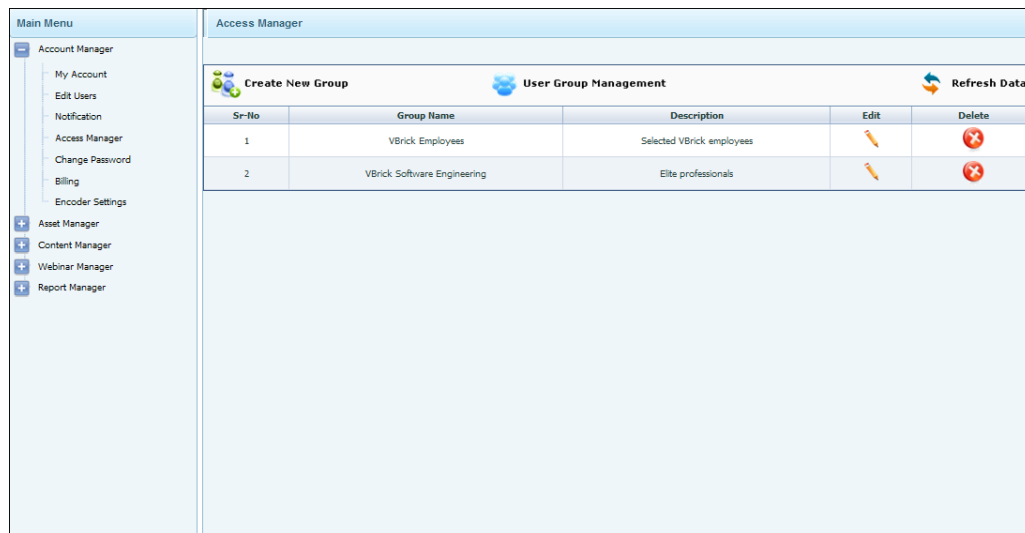 Main Menu
Account Manager
My Account
Edit Users
Notification
Access Manager
Change Password
Billing
Encoder Settings
Asset Manager
Content Manager
Webinar Manager
Report Manager
Access Manager
Create New Group User Group Management Refresh Data
Sr-No Group Name Description Edit Delete
1 VBrick Employees Selected VBrick employees
2 VBrick Software Engineering Elite professionals